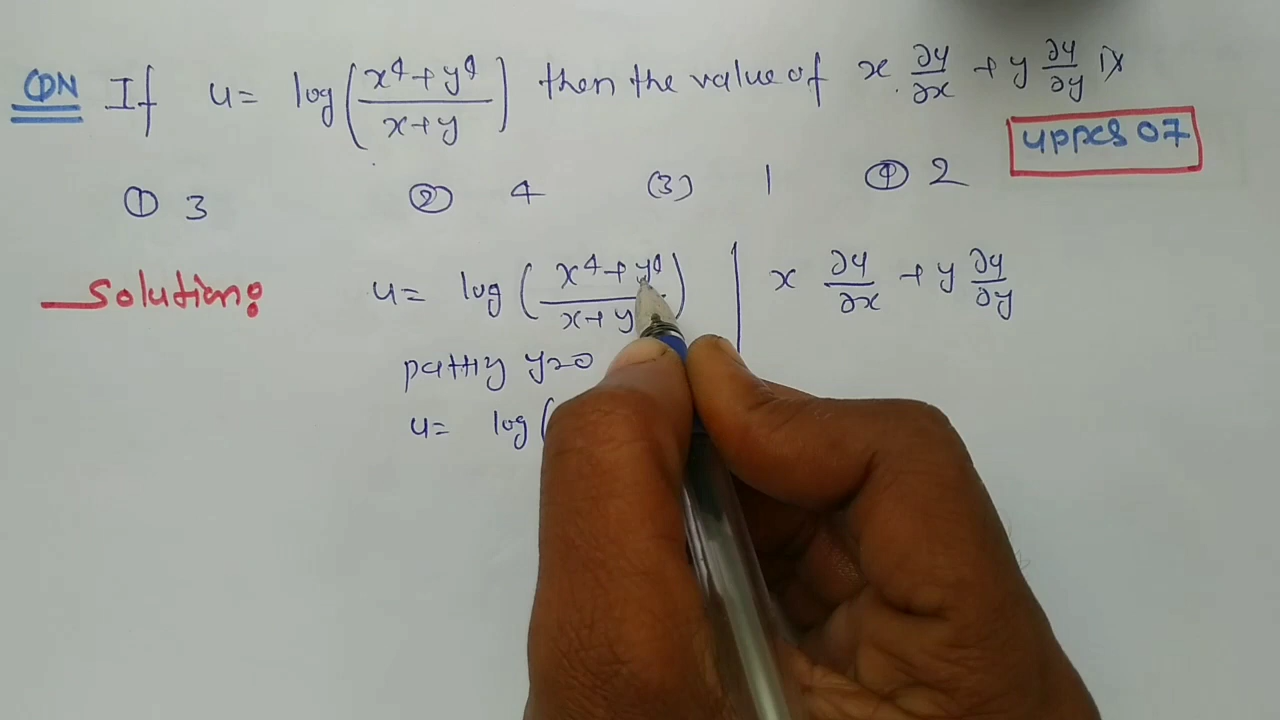 QN If u = log(x⁴+y⁴/x+y) then the value of x ∂u/∂x + y ∂u/∂y is
UPPCS 07
① 3 ② 4 (3) 1 ④ 2
Solution: u = log(x⁴+y⁴/x+y) | x ∂u/∂x + y ∂u/∂y
y=0
u = log(